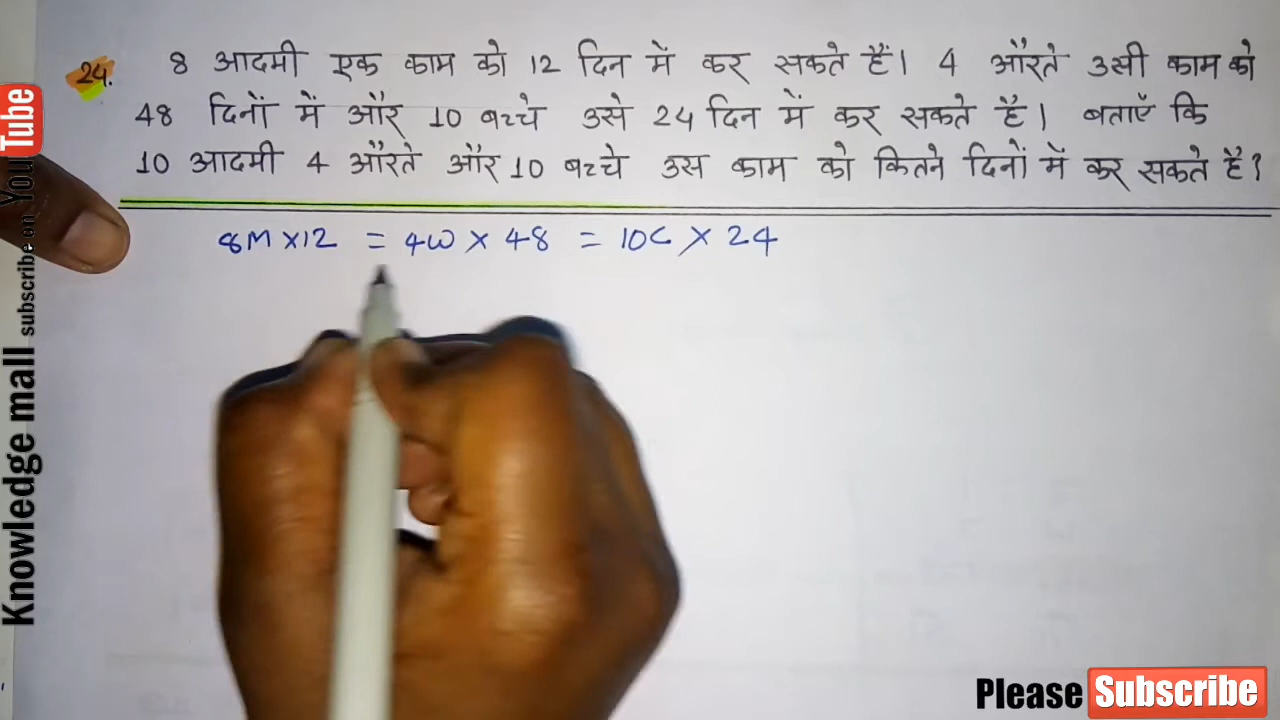 24. 8 आदमी एक काम को 12 दिन में कर सकते हैं। 4 औरते उसी काम को
48 दिनों में और 10 बच्चे उसे 24 दिन में कर सकते है। बताएँ कि
10 आदमी 4 औरते और 10 बच्चे उस काम को कितने दिनों में कर सकते है?
8M×12 = 4W × 48 = 10C × 24
Knowledge mall subscribe on YouTube
Please Subscribe